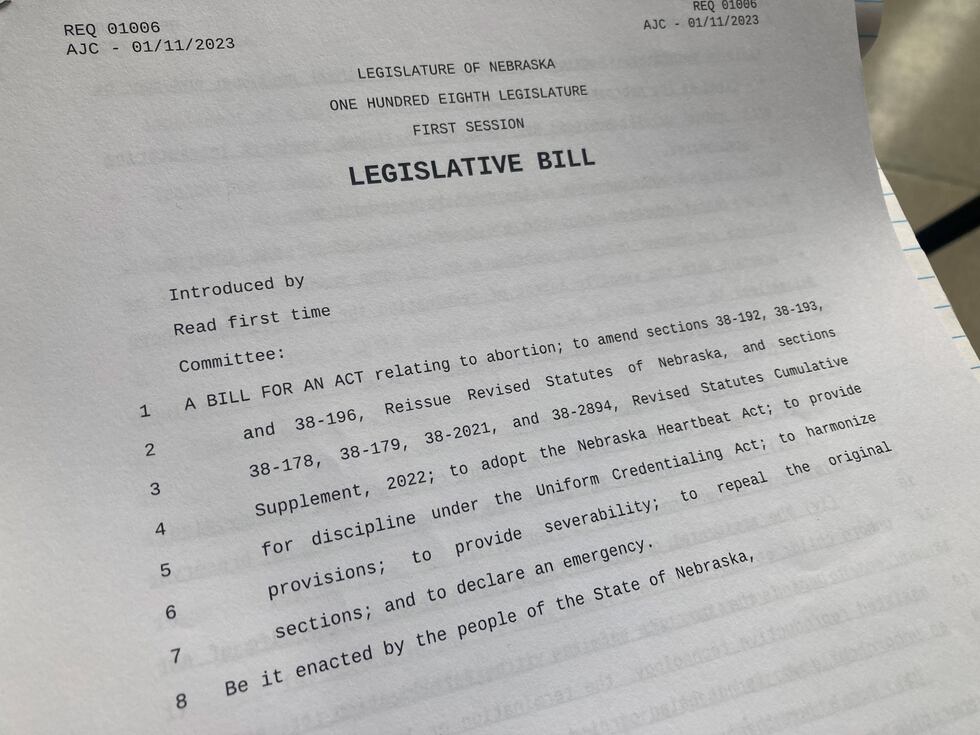 REQ 01006
AJC - 01/11/2023
REQ 01006
AJC - 01/11/2023
LEGISLATURE OF NEBRASKA
ONE HUNDRED EIGHTH LEGISLATURE
FIRST SESSION
LEGISLATIVE BILL
Introduced by
Read first time
Committee:
1 A BILL FOR AN ACT relating to abortion; to amend sections 38-192, 38-193,
2 and 38-196, Reissue Revised Statutes of Nebraska, and sections
3 38-178, 38-179, 38-2021, and 38-2894, Revised Statutes Cumulative
4 Supplement, 2022; to adopt the Nebraska Heartbeat Act; to provide
5 for discipline under the Uniform Credentialing Act; to harmonize
6 provisions; to provide severability; to repeal the original
7 sections; and to declare an emergency.
8 Be it enacted by the people of the State of Nebraska,